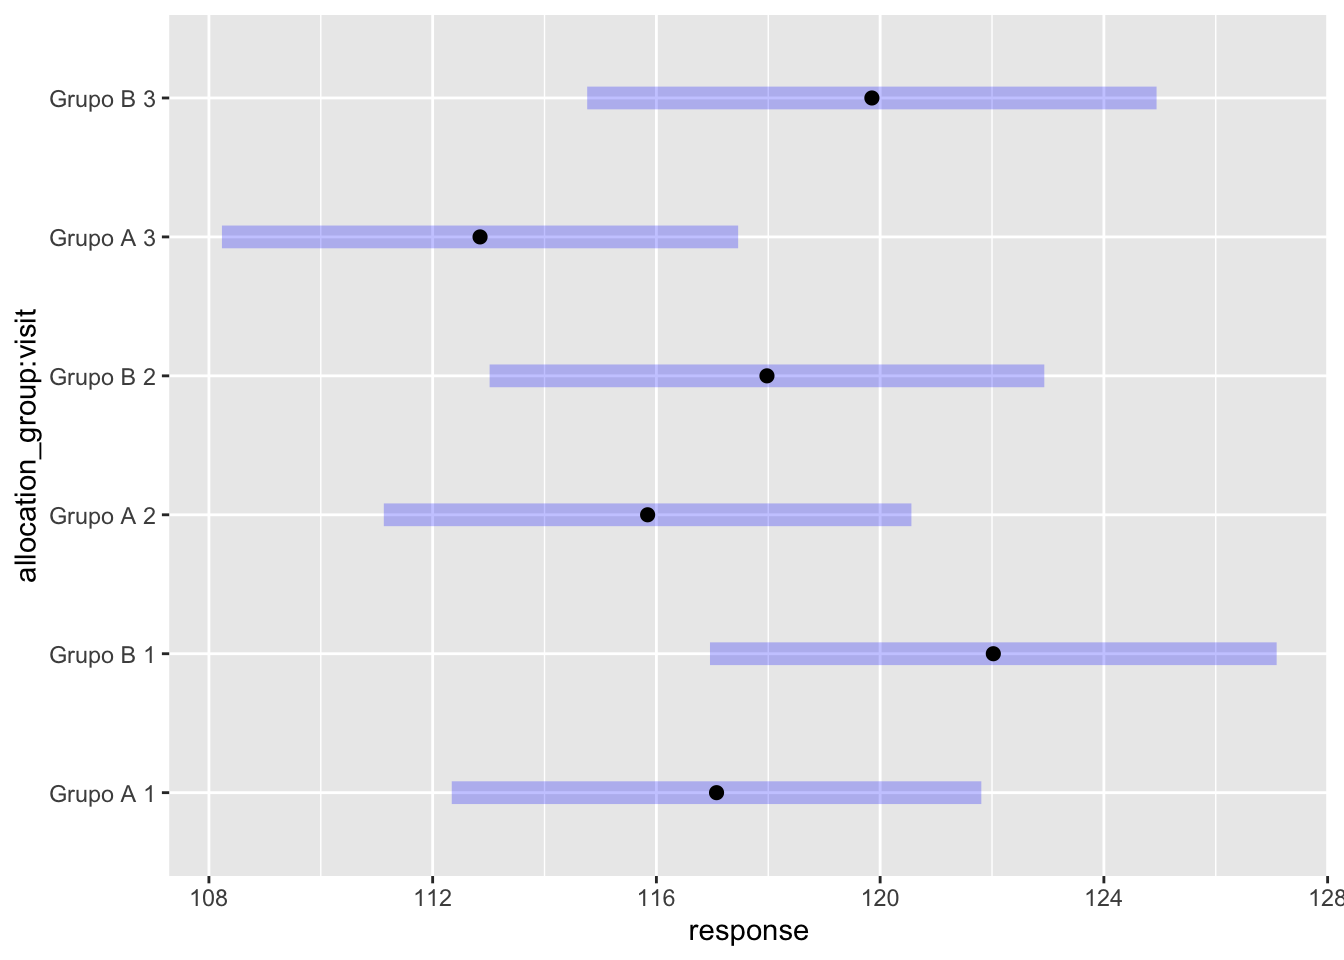 Grupo B 3
Grupo A 3
Grupo B 2
Grupo A 2
Grupo B 1
Grupo A 1
allocation_group:visit
108 112 116 120 124 128
response